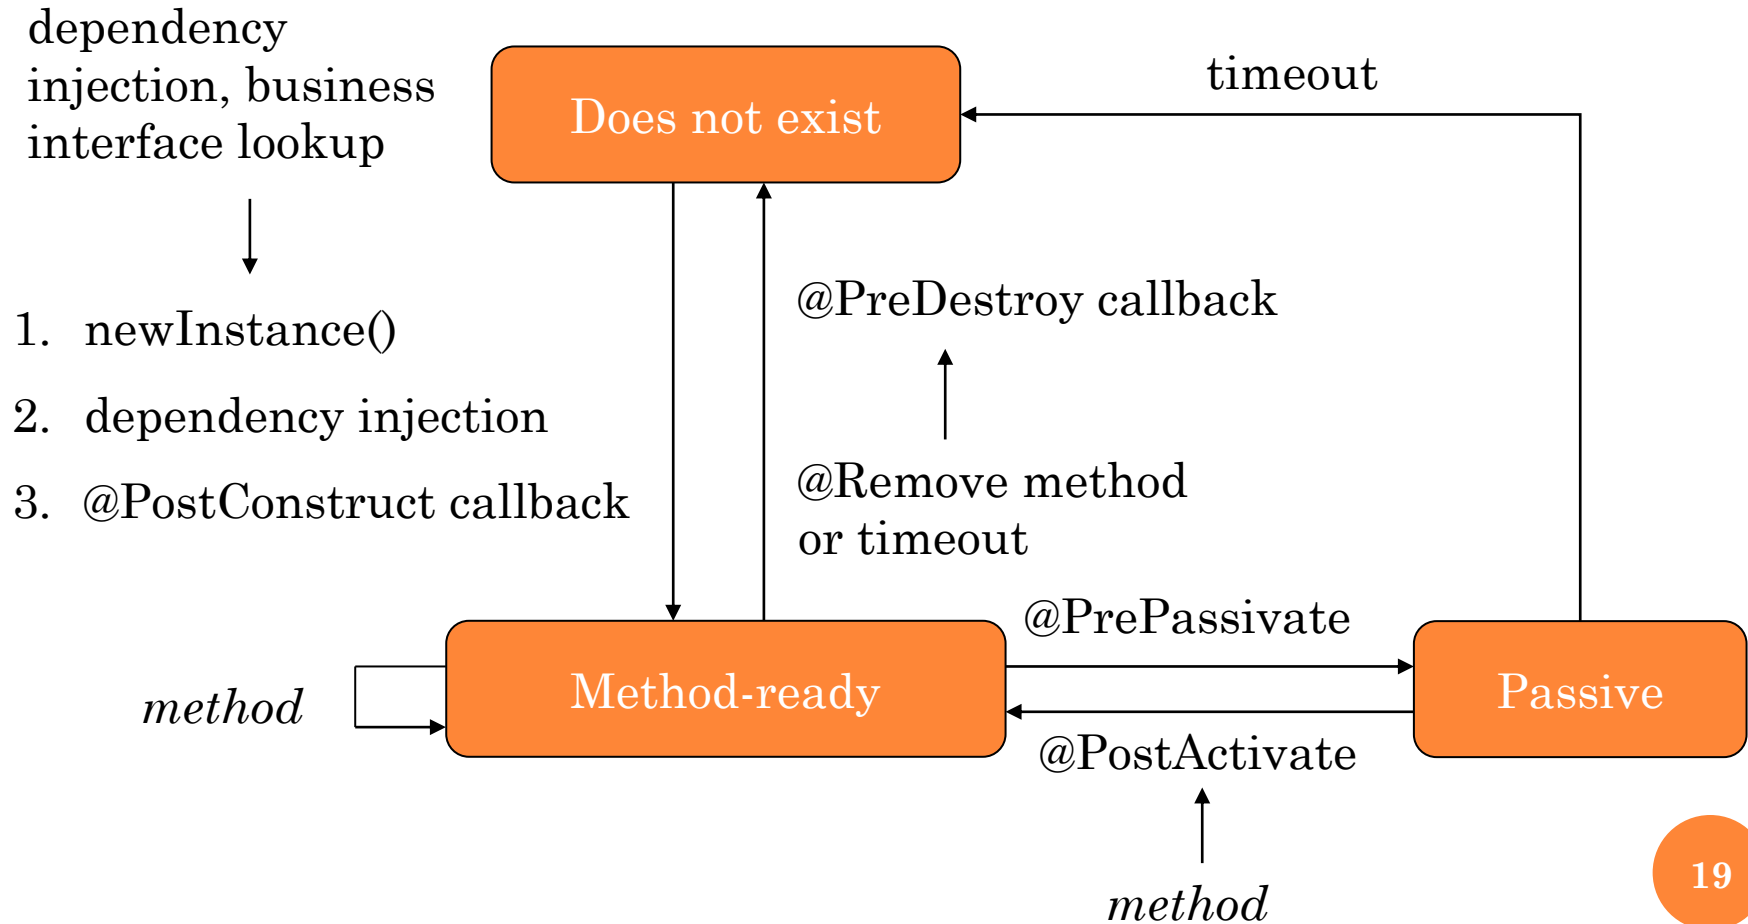 dependency
injection, business
interface lookup
timeout
Does not exist
1. newInstance()
2. dependency injection
3. @PostConstruct callback
@PreDestroy callback
@Remove method
or timeout
@PrePassivate
method
Method-ready
Passive
@PostActivate
method
19